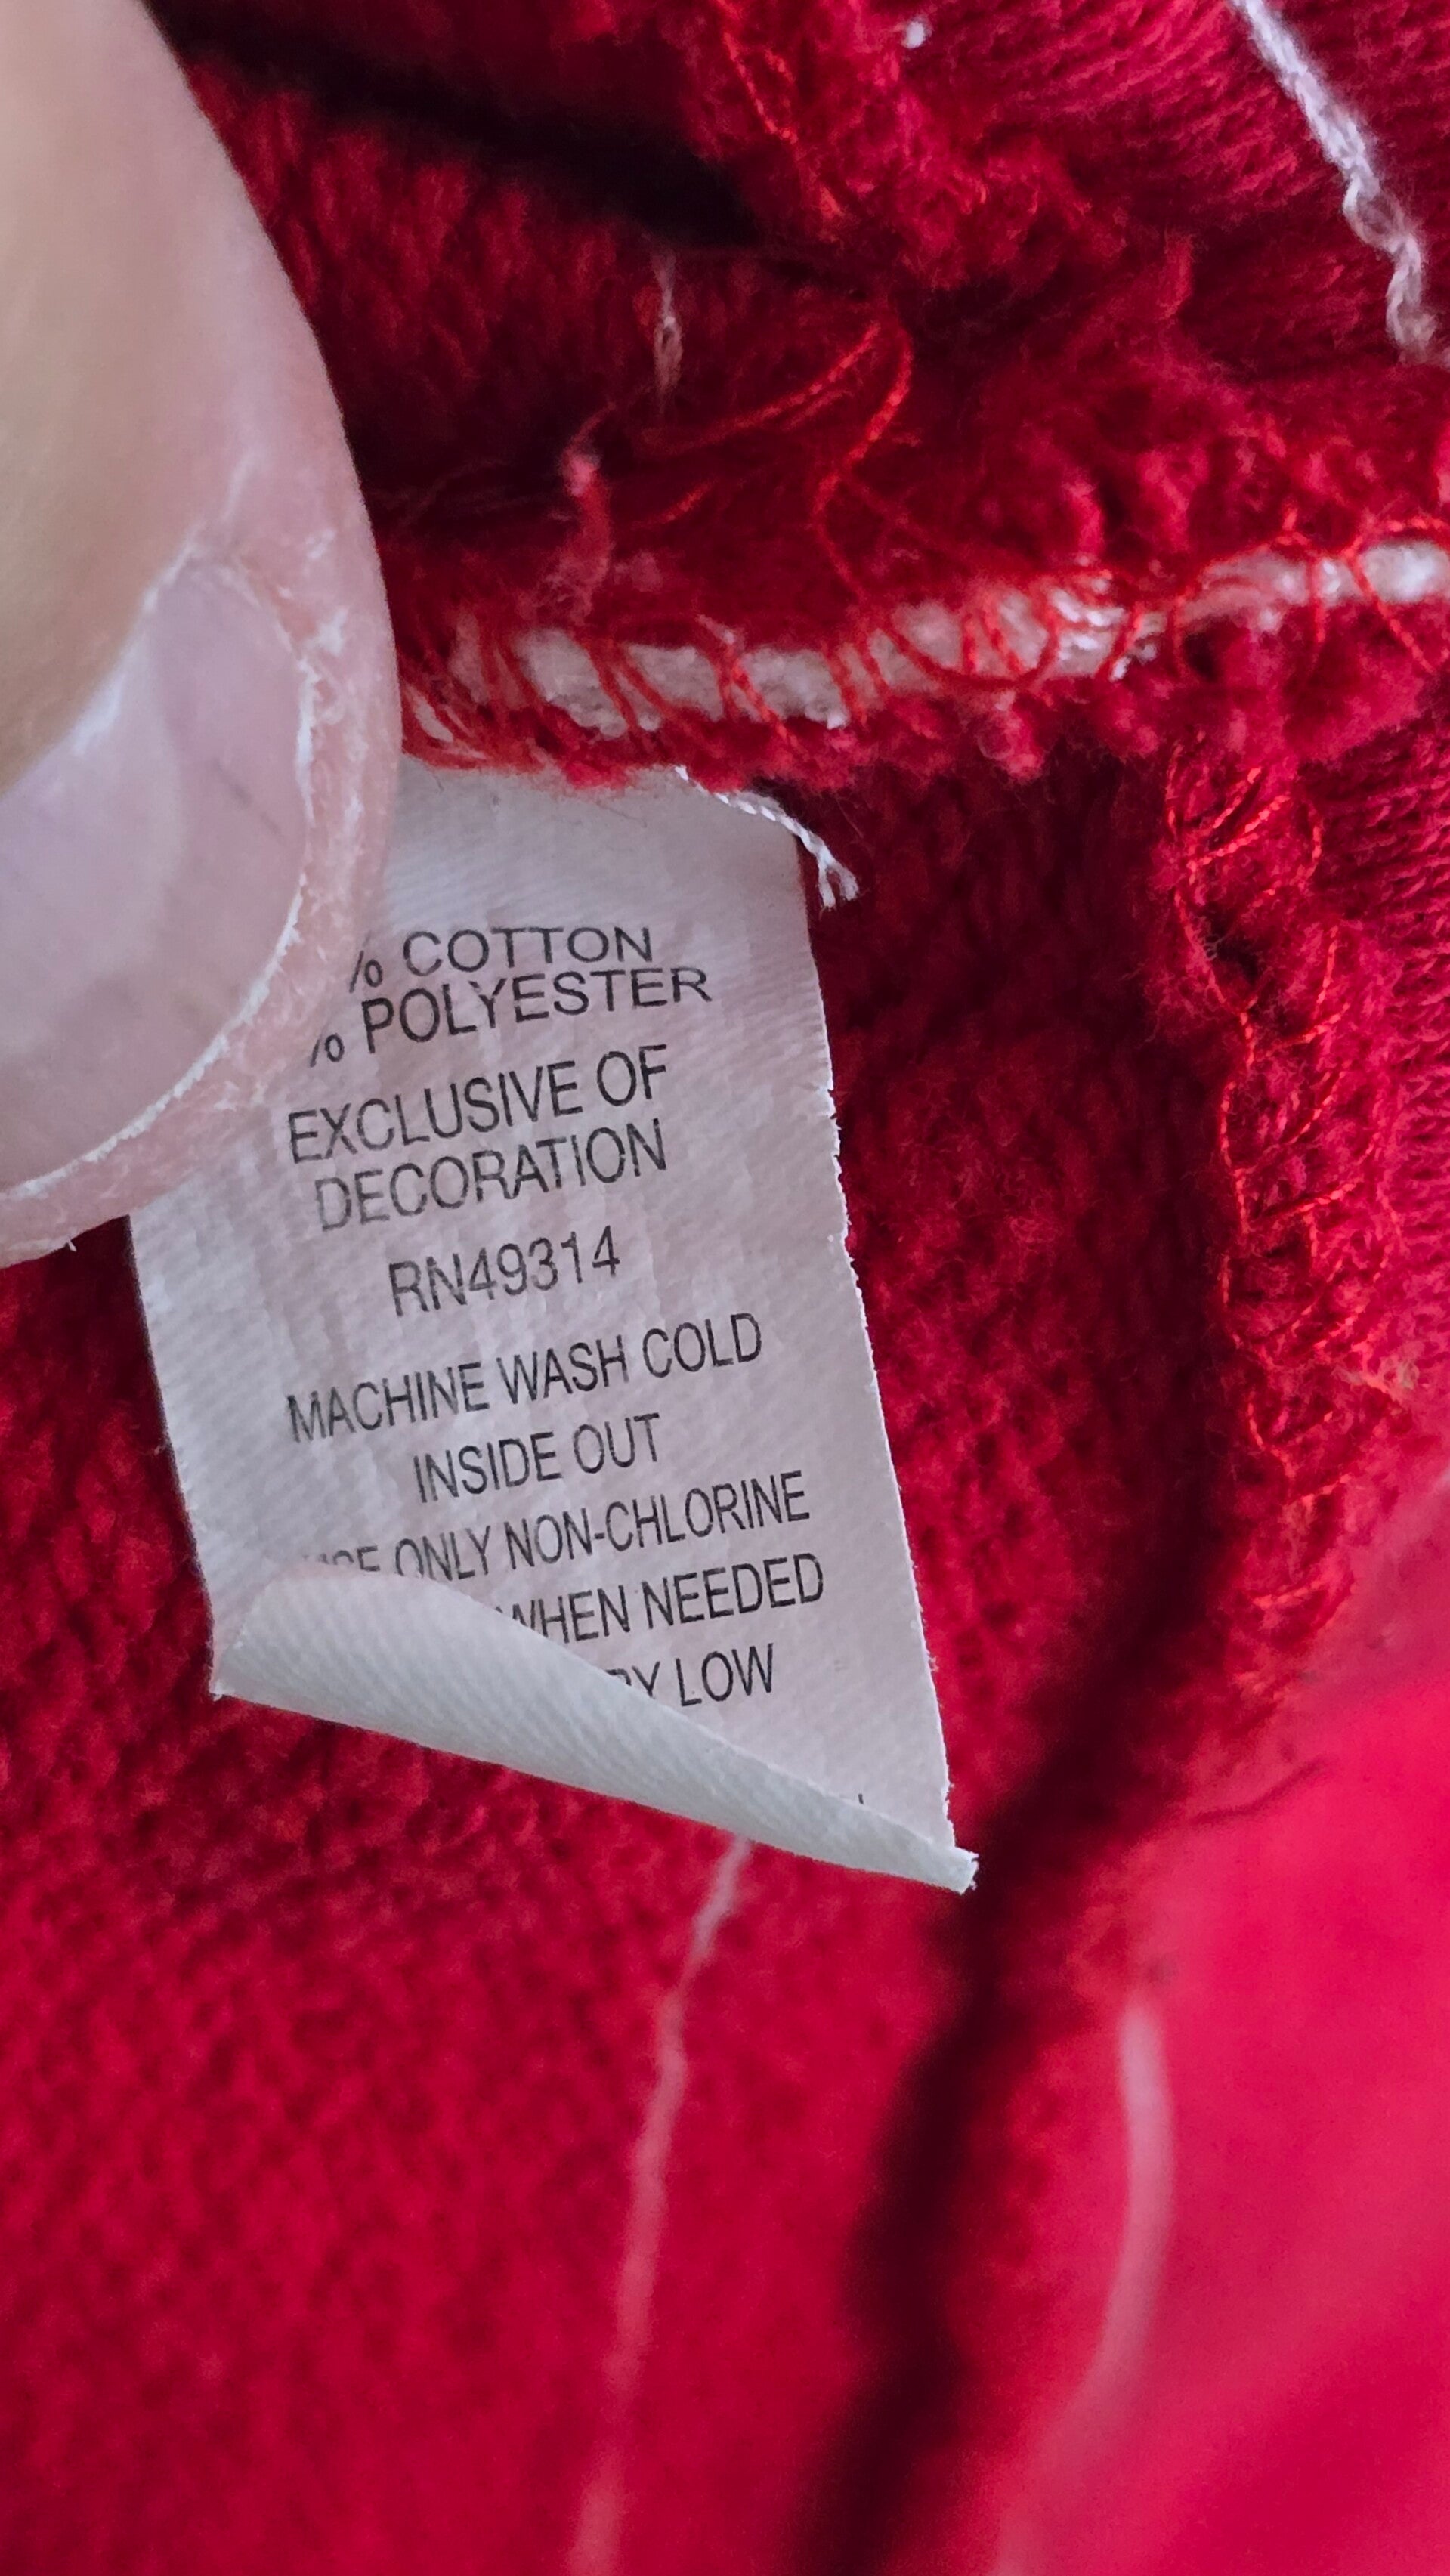 % COTTON
% POLYESTER
EXCLUSIVE OF
DECORATION
RN49314
MACHINE WASH COLD
INSIDE OUT
ONLY NON-CHLORINE
WHEN NEEDED
LOW